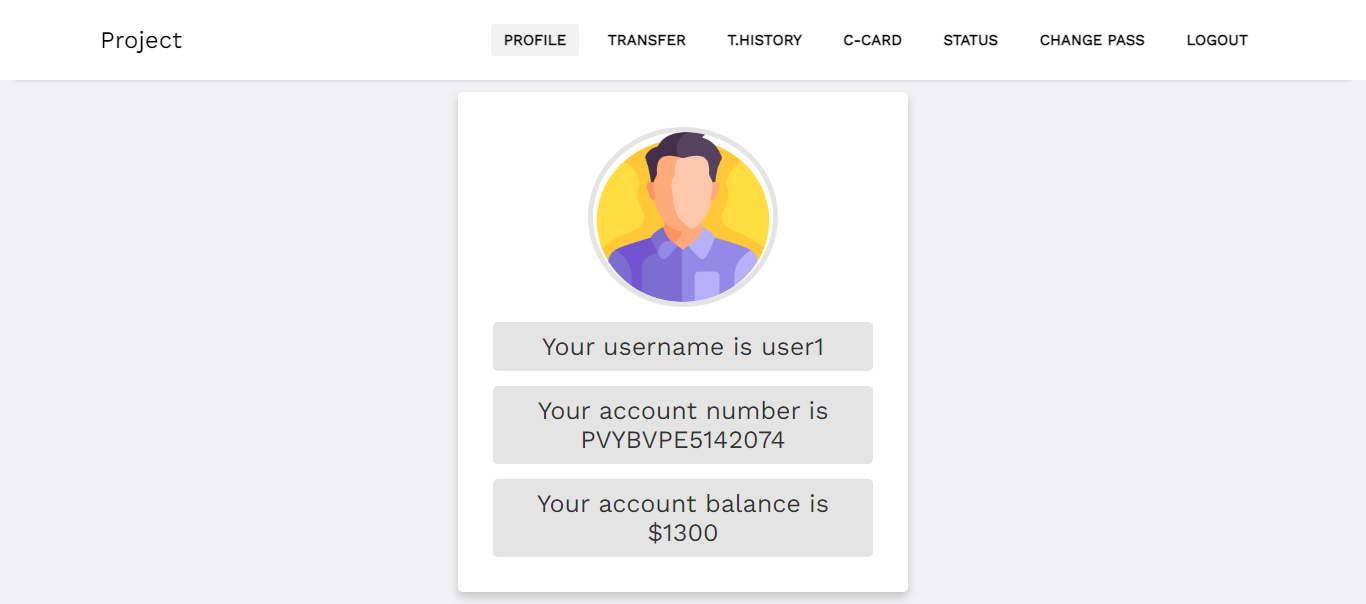 Project
PROFILE TRANSFER T.HISTORY C-CARD STATUS CHANGE PASS LOGOUT
Your username is user1
Your account number is
PVYBVPE5142074
Your account balance is
$1300